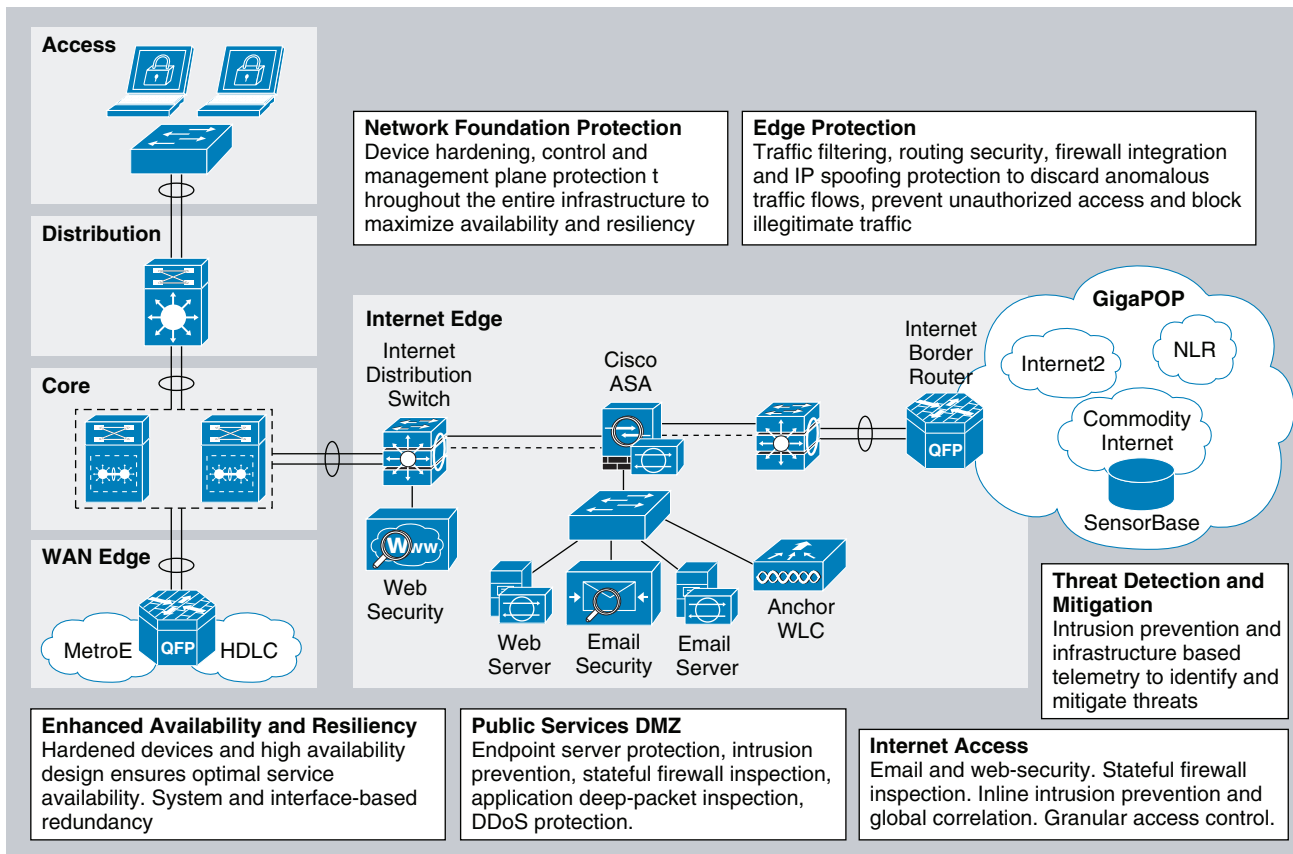 Access
Network Foundation Protection
Device hardening, control and
management plane protection t
hroughout the entire infrastructure to
maximize availability and resiliency
Edge Protection
Traffic filtering, routing security, firewall integration
and IP spoofing protection to discard anomalous
traffic flows, prevent unauthorized access and block
illegitimate traffic
Distribution
Core
WAN Edge
MetroE
QFP
HDLC
Internet Edge
Internet
Distribution
Switch
Cisco
ASA
Internet
Border
Router
QFP
GigaPOP
Internet2
NLR
Commodity
Internet
SensorBase
Www
Web
Security
Web
Server
Email
Security
Email
Server
Anchor
WLC
Threat Detection and
Mitigation
Intrusion prevention and
infrastructure based
telemetry to identify and
mitigate threats
Enhanced Availability and Resiliency
Hardened devices and high availability
design ensures optimal service
availability. System and interface-based
redundancy
Public Services DMZ
Endpoint server protection, intrusion
prevention, stateful firewall inspection,
application deep-packet inspection,
DDoS protection.
Internet Access
Email and web-security. Stateful firewall
inspection. Inline intrusion prevention and
global correlation. Granular access control.